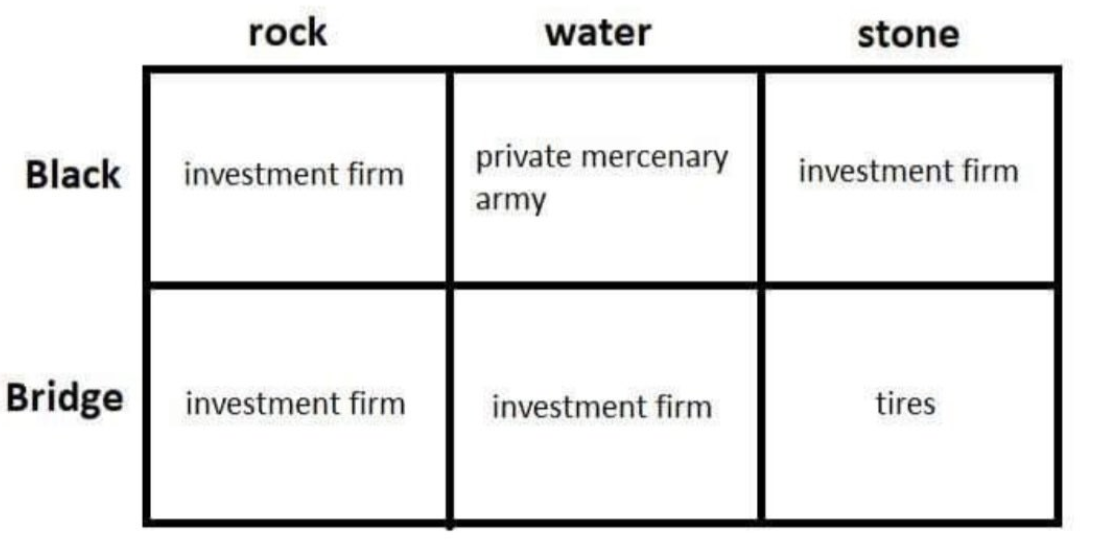 rock water stone
Black investment firm private mercenary army investment firm
Bridge investment firm investment firm tires